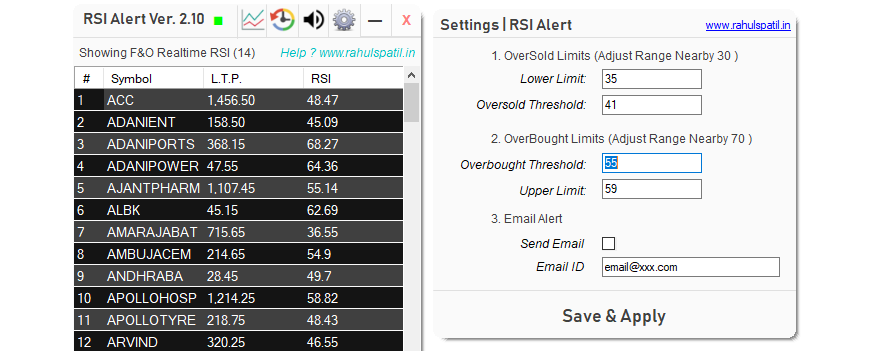 RSI Alert Ver. 2.10
X
Showing F&O Realtime RSI (14) Help ? www.rahulspatil.in
# Symbol L.T.P. RSI
1 ACC 1,456.50 48.47
2 ADANIENT 158.50 45.09
3 ADANIPORTS 368.15 68.27
4 ADANIPOWER 47.55 64.36
5 AJANTPHARM 1,107.45 55.14
6 ALBK 45.15 62.69
7 AMARAJABAT 715.65 36.55
8 AMBUJACEM 214.65 54.9
9 ANDHRABA 28.45 49.7
10 APOLLOHOSP 1,214.25 58.82
11 APOLLOTYRE 218.75 48.43
12 ARVIND 320.25 46.55
Settings | RSI Alert www.rahulspatil.in
1. OverSold Limits (Adjust Range Nearby 30 )
Lower Limit: 35
Oversold Threshold: 41
2. OverBought Limits (Adjust Range Nearby 70 )
Overbought Threshold: 55
Upper Limit: 59
3. Email Alert
Send Email
Email ID email@xxx.com
Save & Apply